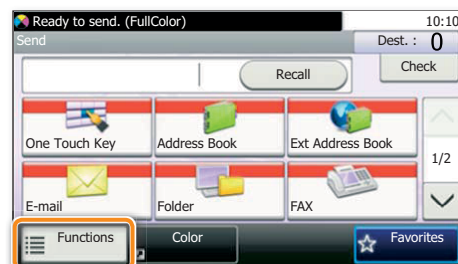 Ready to send. (FullColor) 10:10
Send Dest. : 0
Recall Check
One Touch Key Address Book Ext Address Book
1/2
E-mail Folder FAX
Functions Color Favorites